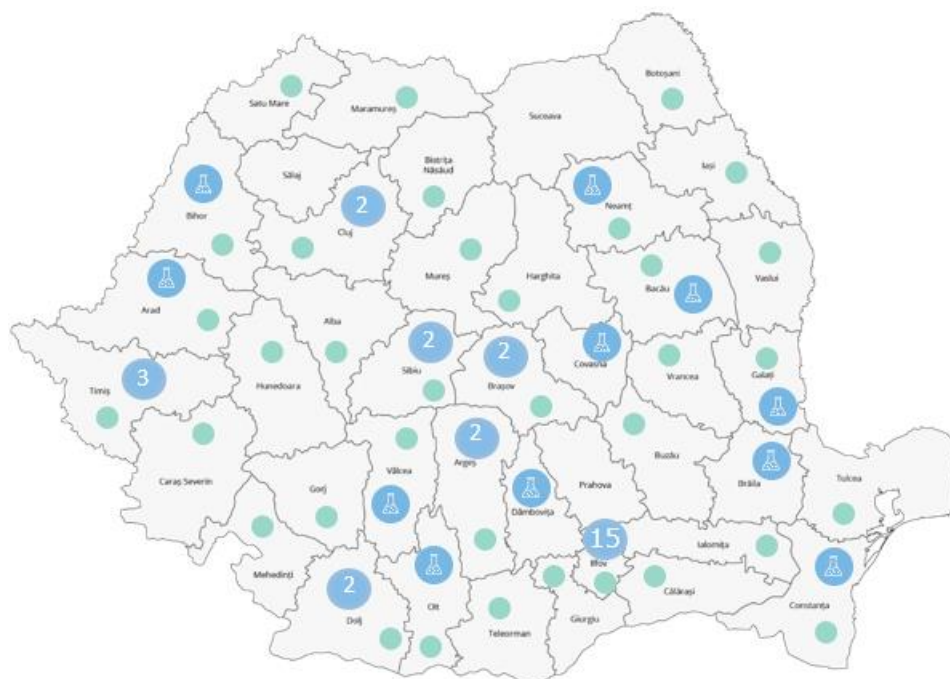 Botoșani
Satu Mare
Maramureș
Suceava
Bistrița
Năsăud
Iași
Sălaj
Bihor
2
Cluj
Neamț
Mureș
Harghita
Bacău
Vaslui
Arad
Alba
2
Sibiu
2
Brașov
Covasna
Vrancea
Galați
3
Timiș
Hunedoara
2
Argeș
Vâlcea
Buzău
Caraș Severin
Gorj
Dâmbovița
Prahova
Brăila
Tulcea
15
Ilfov
Ialomița
Mehedinți
2
Dolj
Olt
Teleorman
Giurgiu
Călărași
Constanța